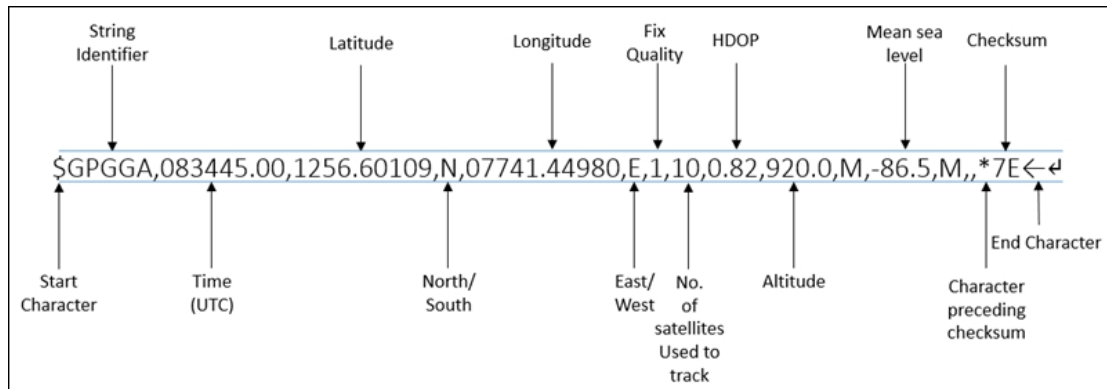 String
Identifier
Latitude
Longitude
Fix
Quality
HDOP
Mean sea
level
Checksum
$GPGGA,083445.00,1256.60109,N,07741.44980,E,1,10,0.82,920.0,M,-86.5,M,,*7E←↲
Start
Character
Time
(UTC)
North/
South
East/
West
No.
of
satellites
Used to
track
Altitude
Character
preceding
checksum
End Character